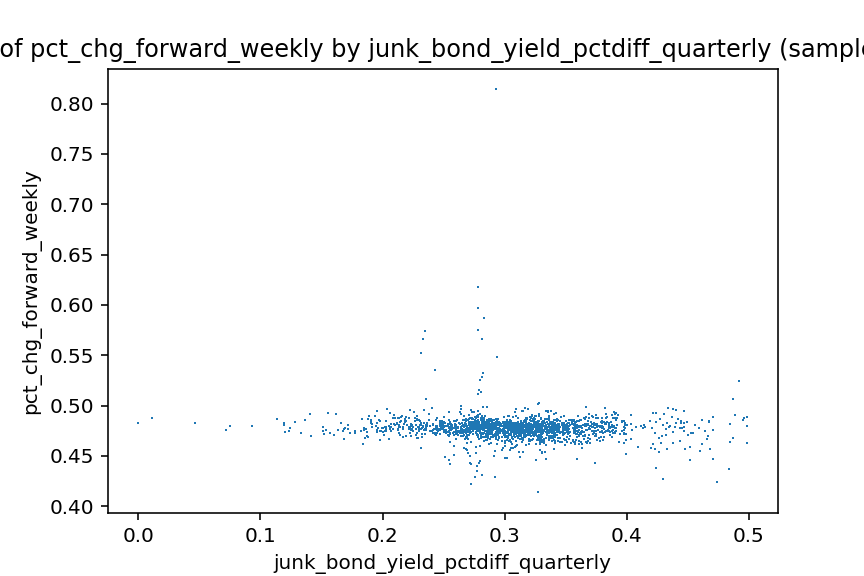 of pct_chg_forward_weekly by junk_bond_yield_pctdiff_quarterly (sample
0.80
0.75
0.70
0.65
0.60
0.55
0.50
0.45
0.40
pct_chg_forward_weekly
0.0 0.1 0.2 0.3 0.4 0.5
junk_bond_yield_pctdiff_quarterly